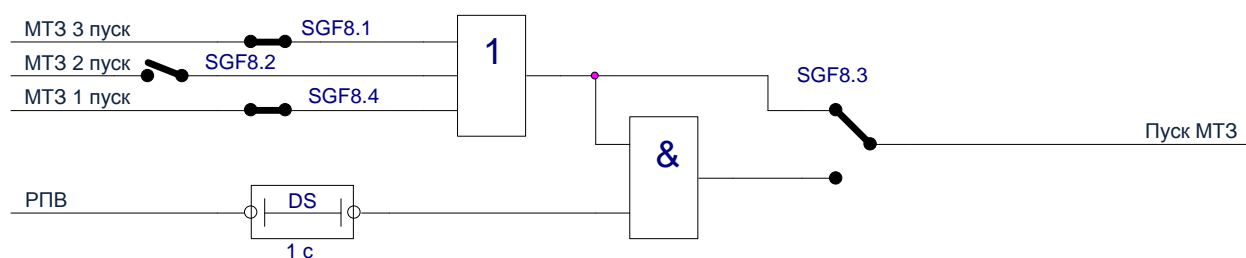 МТЗ 3 пуск
SGF8.1
МТЗ 2 пуск
SGF8.2
МТЗ 1 пуск
SGF8.4
1
SGF8.3
&
Пуск МТЗ
РПВ
DS
1 с